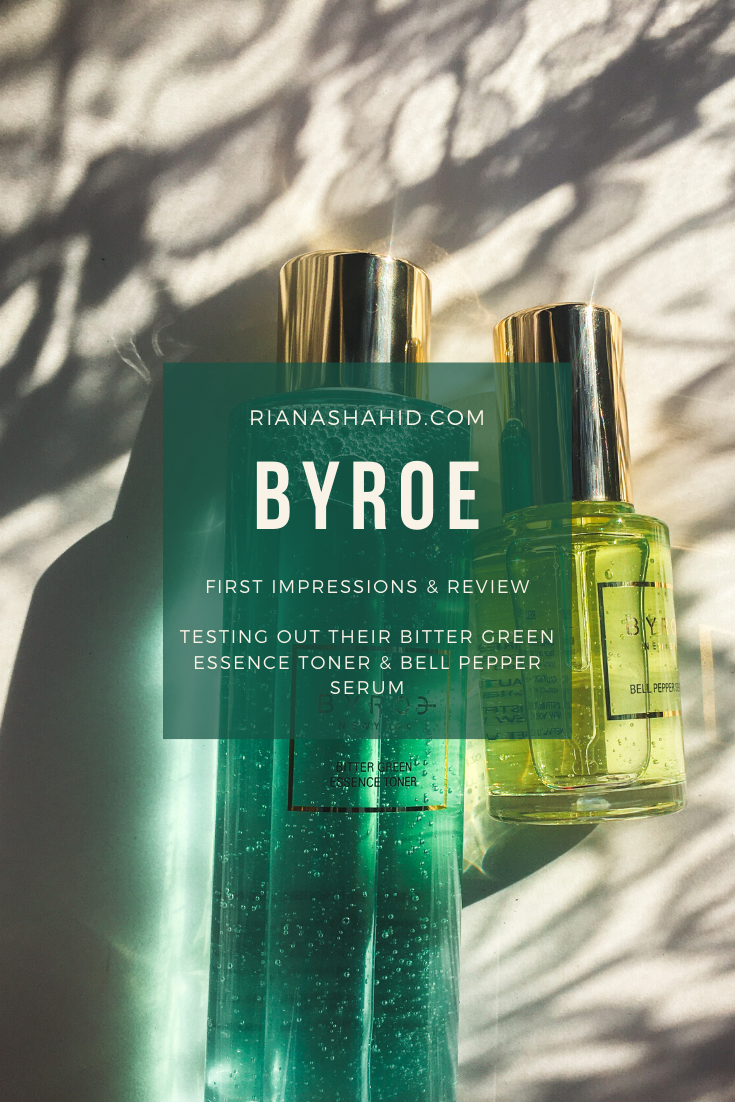 RIANASHAHID.COM
BYROE
FIRST IMPRESSIONS & REVIEW
TESTING OUT THEIR BITTER GREEN
ESSENCE TONER & BELL PEPPER
SERUM
BYROE
BITTER GREEN
ESSENCE TONER
BELL PEPPER